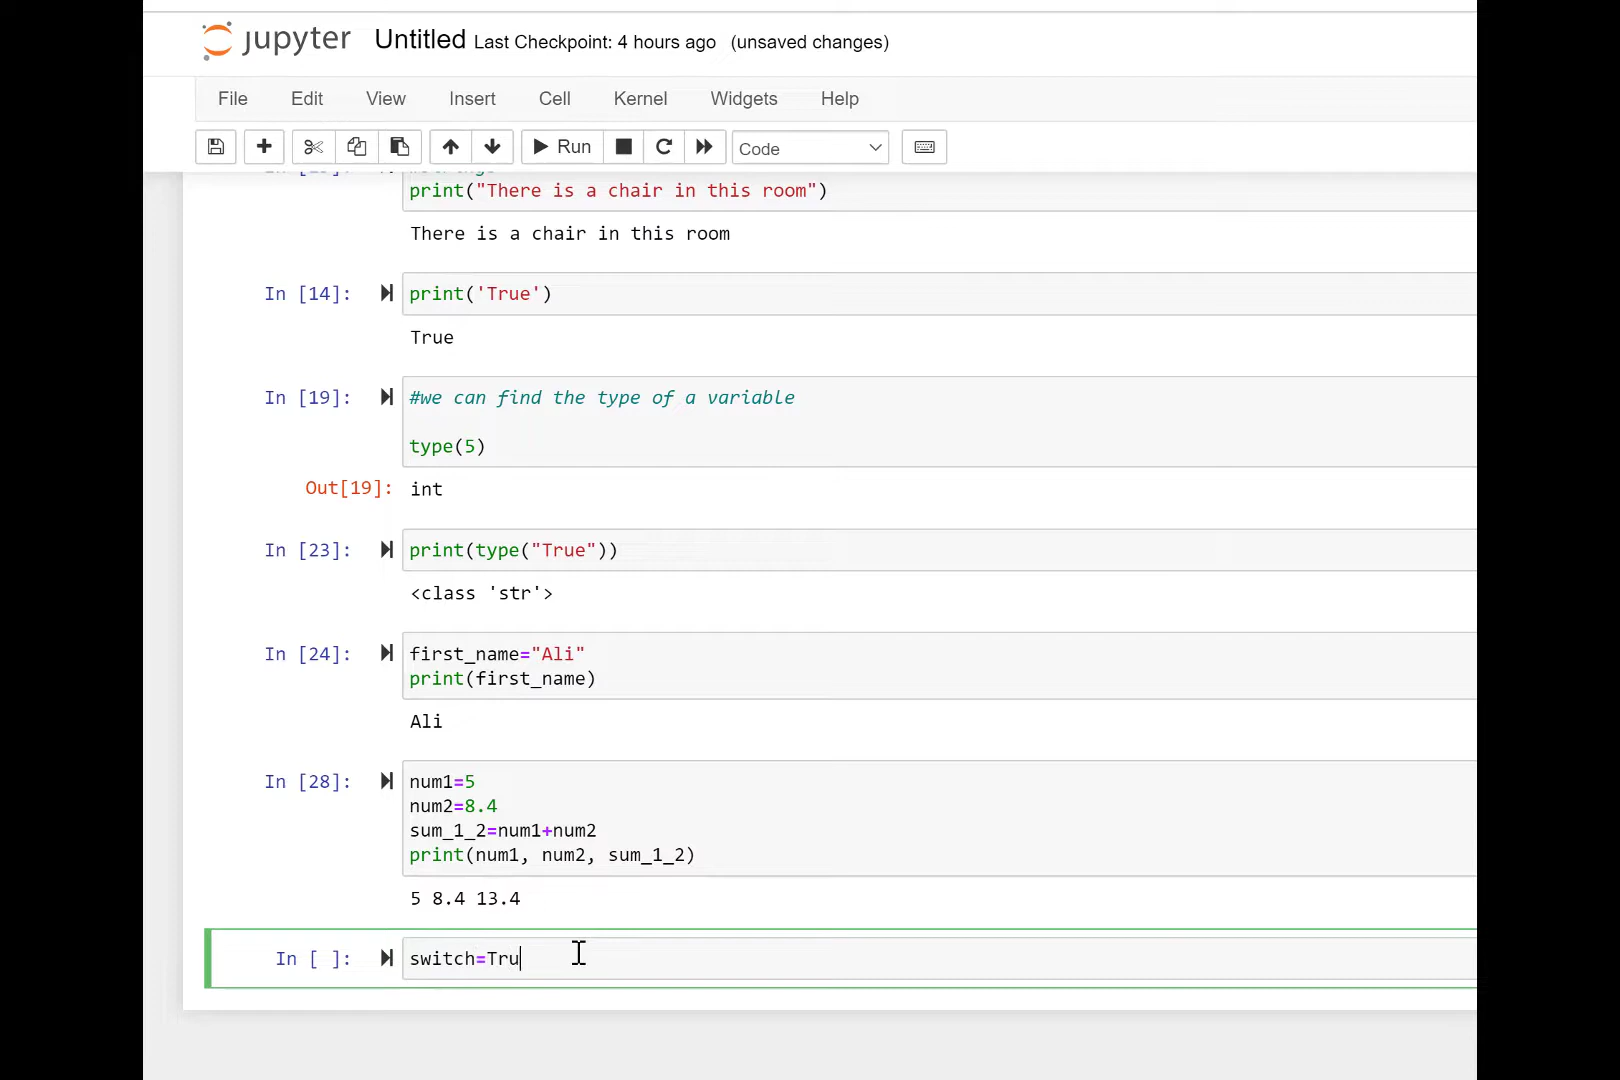 jupyter Untitled Last Checkpoint: 4 hours ago (unsaved changes)
File Edit View Insert Cell Kernel Widgets Help
Run Code
print("There is a chair in this room")
There is a chair in this room
In [14]: print('True')
True
In [19]: #we can find the type of a variable
type(5)
Out[19]: int
In [23]: print(type("True"))
<class 'str'>
In [24]: first_name="Ali"
print(first_name)
Ali
In [28]: num1=5
num2=8.4
sum_1_2=num1+num2
print(num1, num2, sum_1_2)
5 8.4 13.4
In [ ]: switch=Tru